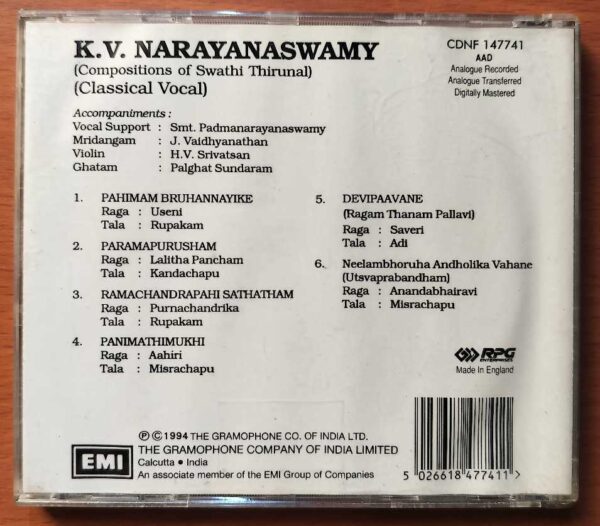 K.V. NARAYANASWAMY
(Compositions of Swathi Thirunal)
(Classical Vocal)
CDNF 147741
AAD
Analogue Recorded
Analogue Transferred
Digitally Mastered
Accompaniments :
Vocal Support : Smt. Padmanarayanaswamy
Mridangam : J. Vaidhyanathan
Violin : H.V. Srivatsan
Ghatam : Palghat Sundaram
1. PAHIMAM BRUHANNAYIKE
Raga : Useni
Tala : Rupakam
2. PARAMAPURUSHAM
Raga : Lalitha Pancham
Tala : Kandachapu
3. RAMACHANDRAPAHI SATHATHAM
Raga : Purnachandrika
Tala : Rupakam
4. PANIMATHIMUKHI
Raga : Aahiri
Tala : Misrachapu
5. DEVIPAAVANE
(Ragam Thanam Pallavi)
Raga : Saveri
Tala : Adi
6. Neelambhoruha Andholika Vahane
(Utsvaprabandham)
Raga : Anandabhairavi
Tala : Misrachapu
RPG
ENTERPRISES
Made In England
EMI
℗ © 1994 THE GRAMOPHONE CO. OF INDIA LTD.
THE GRAMOPHONE COMPANY OF INDIA LIMITED
Calcutta • India
An associate member of the EMI Group of Companies
5 026618 477411 >